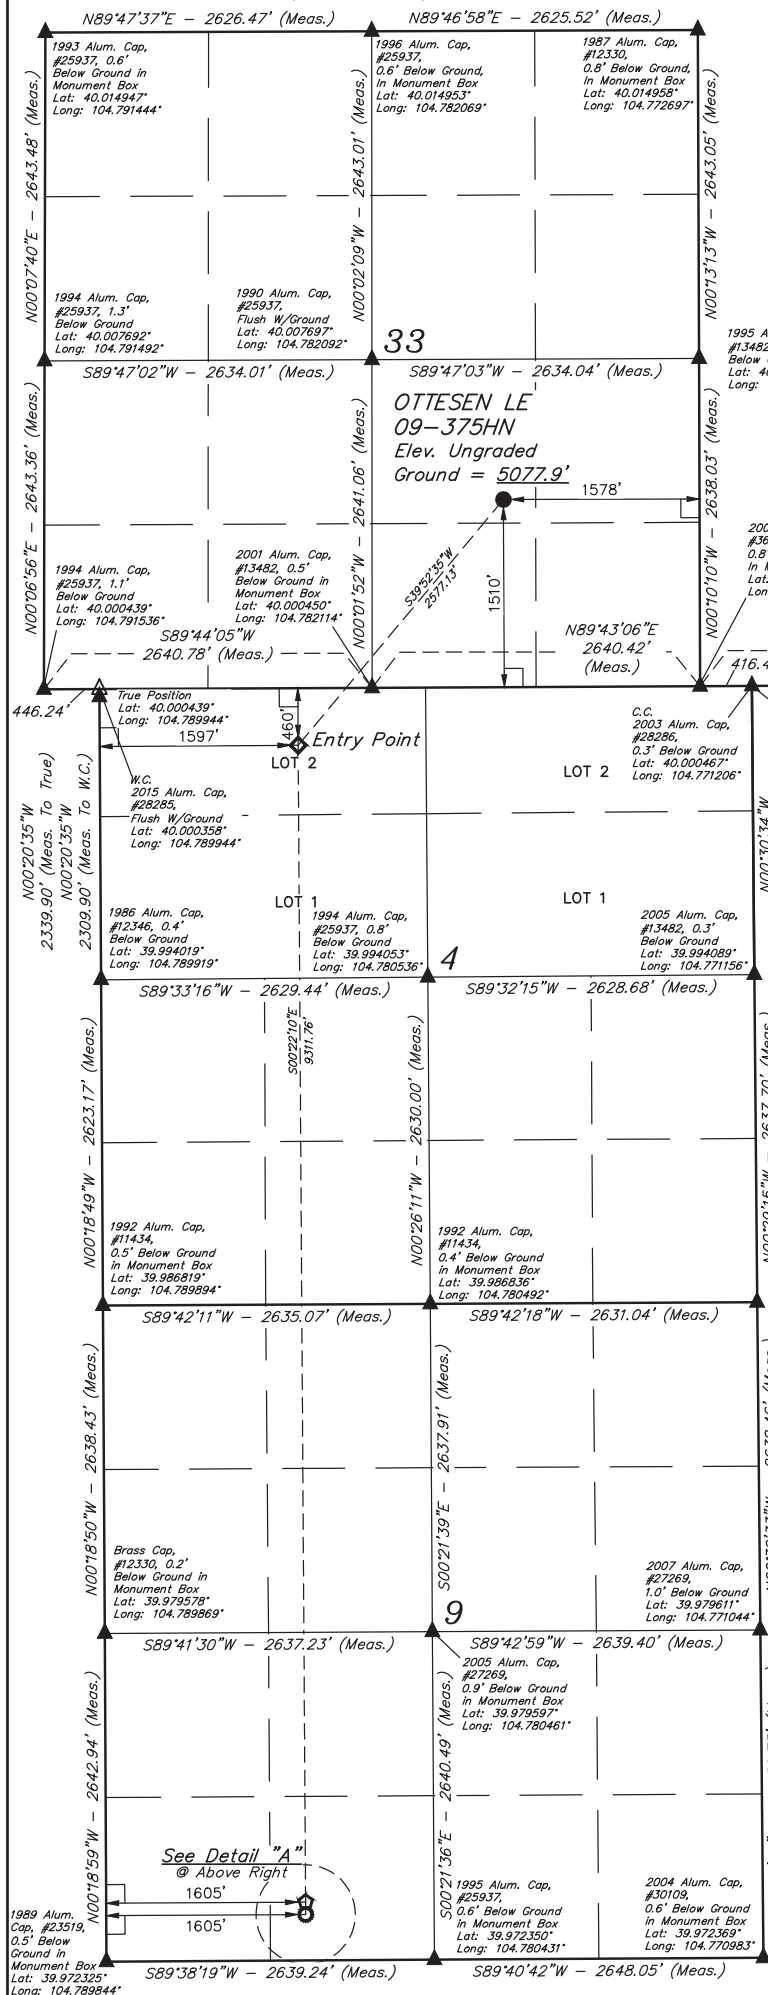 N89°47'37"E - 2626.47' (Meas.)
N89°46'58"E - 2625.52' (Meas.)
1993 Alum. Cap,
#25937, 0.6'
Below Ground in
Monument Box
Lat: 40.014947°
Long: 104.791444°
1996 Alum. Cap,
#25937,
0.6' Below Ground,
In Monument Box
Lat: 40.014953°
Long: 104.782069°
1987 Alum. Cap,
#12330,
0.8' Below Ground,
In Monument Box
Lat: 40.014958°
Long: 104.772697°
N00°07'40"E - 2643.48' (Meas.)
N00°02'09"W - 2643.01' (Meas.)
N00°13'13"W - 2643.05' (Meas.)
1994 Alum. Cap,
#25937, 1.3'
Below Ground
Lat: 40.007692°
Long: 104.791492°
1990 Alum. Cap,
#25937,
Flush W/Ground
Lat: 40.007697°
Long: 104.782092°
33
1995 A
#13482
Below
Lat: 40
Long:
S89°47'02"W - 2634.01' (Meas.)
S89°47'03"W - 2634.04' (Meas.)
OTTESEN LE
09-375HN
Elev. Ungraded
Ground = 5077.9'
1578'
1510'
S39°52'35"W
2577.13'
N00°06'56"E - 2643.36' (Meas.)
N00°01'52"W - 2641.06' (Meas.)
N00°10'10"W - 2638.03' (Meas.)
200
#36
0.8'
In M
Lat:
Lon
1994 Alum. Cap,
#25937, 1.1'
Below Ground
Lat: 40.000439°
Long: 104.791536°
2001 Alum. Cap,
#13482, 0.5'
Below Ground in
Monument Box
Lat: 40.000450°
Long: 104.782114°
S89°44'05"W
2640.78' (Meas.)
N89°43'06"E
2640.42'
(Meas.)
416.4
446.24'
True Position
Lat: 40.000439°
Long: 104.789944°
460'
1597'
Entry Point
LOT 2
LOT 2
C.C.
2003 Alum. Cap,
#28286,
0.3' Below Ground
Lat: 40.000467°
Long: 104.771206°
W.C.
2015 Alum. Cap,
#28285,
Flush W/Ground
Lat: 40.000358°
Long: 104.789944°
N00°20'35"W
2339.90' (Meas. To True)
N00°20'35"W
2309.90' (Meas. To W.C.)
N00°30'34"W
LOT 1
LOT 1
1986 Alum. Cap,
#12346, 0.4'
Below Ground
Lat: 39.994019°
Long: 104.789919°
1994 Alum. Cap,
#25937, 0.8'
Below Ground
Lat: 39.994053°
Long: 104.780536°
4
2005 Alum. Cap,
#13482, 0.3'
Below Ground
Lat: 39.994089°
Long: 104.771156°
S89°33'16"W - 2629.44' (Meas.)
S89°32'15"W - 2628.68' (Meas.)
S00°22'10"E
9311.76'
N00°18'49"W - 2623.17' (Meas.)
N00°26'11"W - 2630.00' (Meas.)
2637.70' (Meas.)
1992 Alum. Cap,
#11434,
0.5' Below Ground
in Monument Box
Lat: 39.986819°
Long: 104.789894°
1992 Alum. Cap,
#11434,
0.4' Below Ground
in Monument Box
Lat: 39.986836°
Long: 104.780492°
S89°42'11"W - 2635.07' (Meas.)
S89°42'18"W - 2631.04' (Meas.)
N00°18'50"W - 2638.43' (Meas.)
S00°21'39"E - 2637.91' (Meas.)
Brass Cap,
#12330, 0.2'
Below Ground in
Monument Box
Lat: 39.979578°
Long: 104.789869°
2007 Alum. Cap,
#27269,
1.0' Below Ground
Lat: 39.979611°
Long: 104.771044°
9
S89°41'30"W - 2637.23' (Meas.)
S89°42'59"W - 2639.40' (Meas.)
2005 Alum. Cap,
#27269,
0.9' Below Ground
in Monument Box
Lat: 39.979597°
Long: 104.780461°
N00°18'59"W - 2642.94' (Meas.)
S00°21'36"E - 2640.49' (Meas.)
See Detail "A"
@ Above Right
1605'
1605'
1989 Alum.
Cap, #23519,
0.5' Below
Ground in
Monument Box
Lat: 39.972325°
Long: 104.789844°
1995 Alum. Cap,
#25937,
0.6' Below Ground
in Monument Box
Lat: 39.972350°
Long: 104.780431°
2004 Alum. Cap,
#30109,
0.6' Below Ground
in Monument Box
Lat: 39.972369°
Long: 104.770983°
S89°38'19"W - 2639.24' (Meas.)
S89°40'42"W - 2648.05' (Meas.)